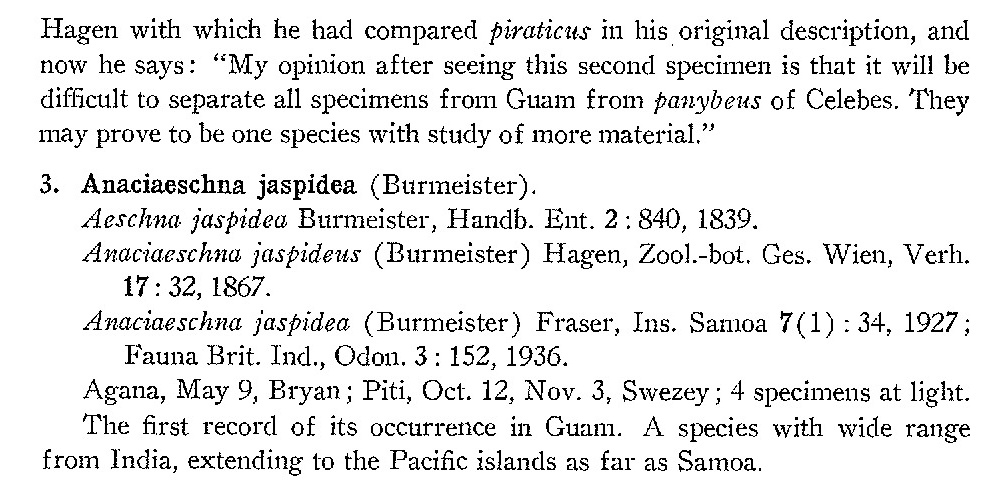 Hagen with which he had compared piraticus in his original description, and
now he says: “My opinion after seeing this second specimen is that it will be
difficult to separate all specimens from Guam from panybeus of Celebes. They
may prove to be one species with study of more material.”
3. Anaciaeschna jaspidea (Burmeister).
Aeschna jaspidea Burmeister, Handb. Ent. 2 : 840, 1839.
Anaciaeschna jaspideus (Burmeister) Hagen, Zool.-bot. Ges. Wien, Verh.
17 : 32, 1867.
Anaciaeschna jaspidea (Burmeister) Fraser, Ins. Samoa 7(1) : 34, 1927;
Fauna Brit. Ind., Odon. 3 : 152, 1936.
Agana, May 9, Bryan; Piti, Oct. 12, Nov. 3, Swezey; 4 specimens at light.
The first record of its occurrence in Guam. A species with wide range
from India, extending to the Pacific islands as far as Samoa.